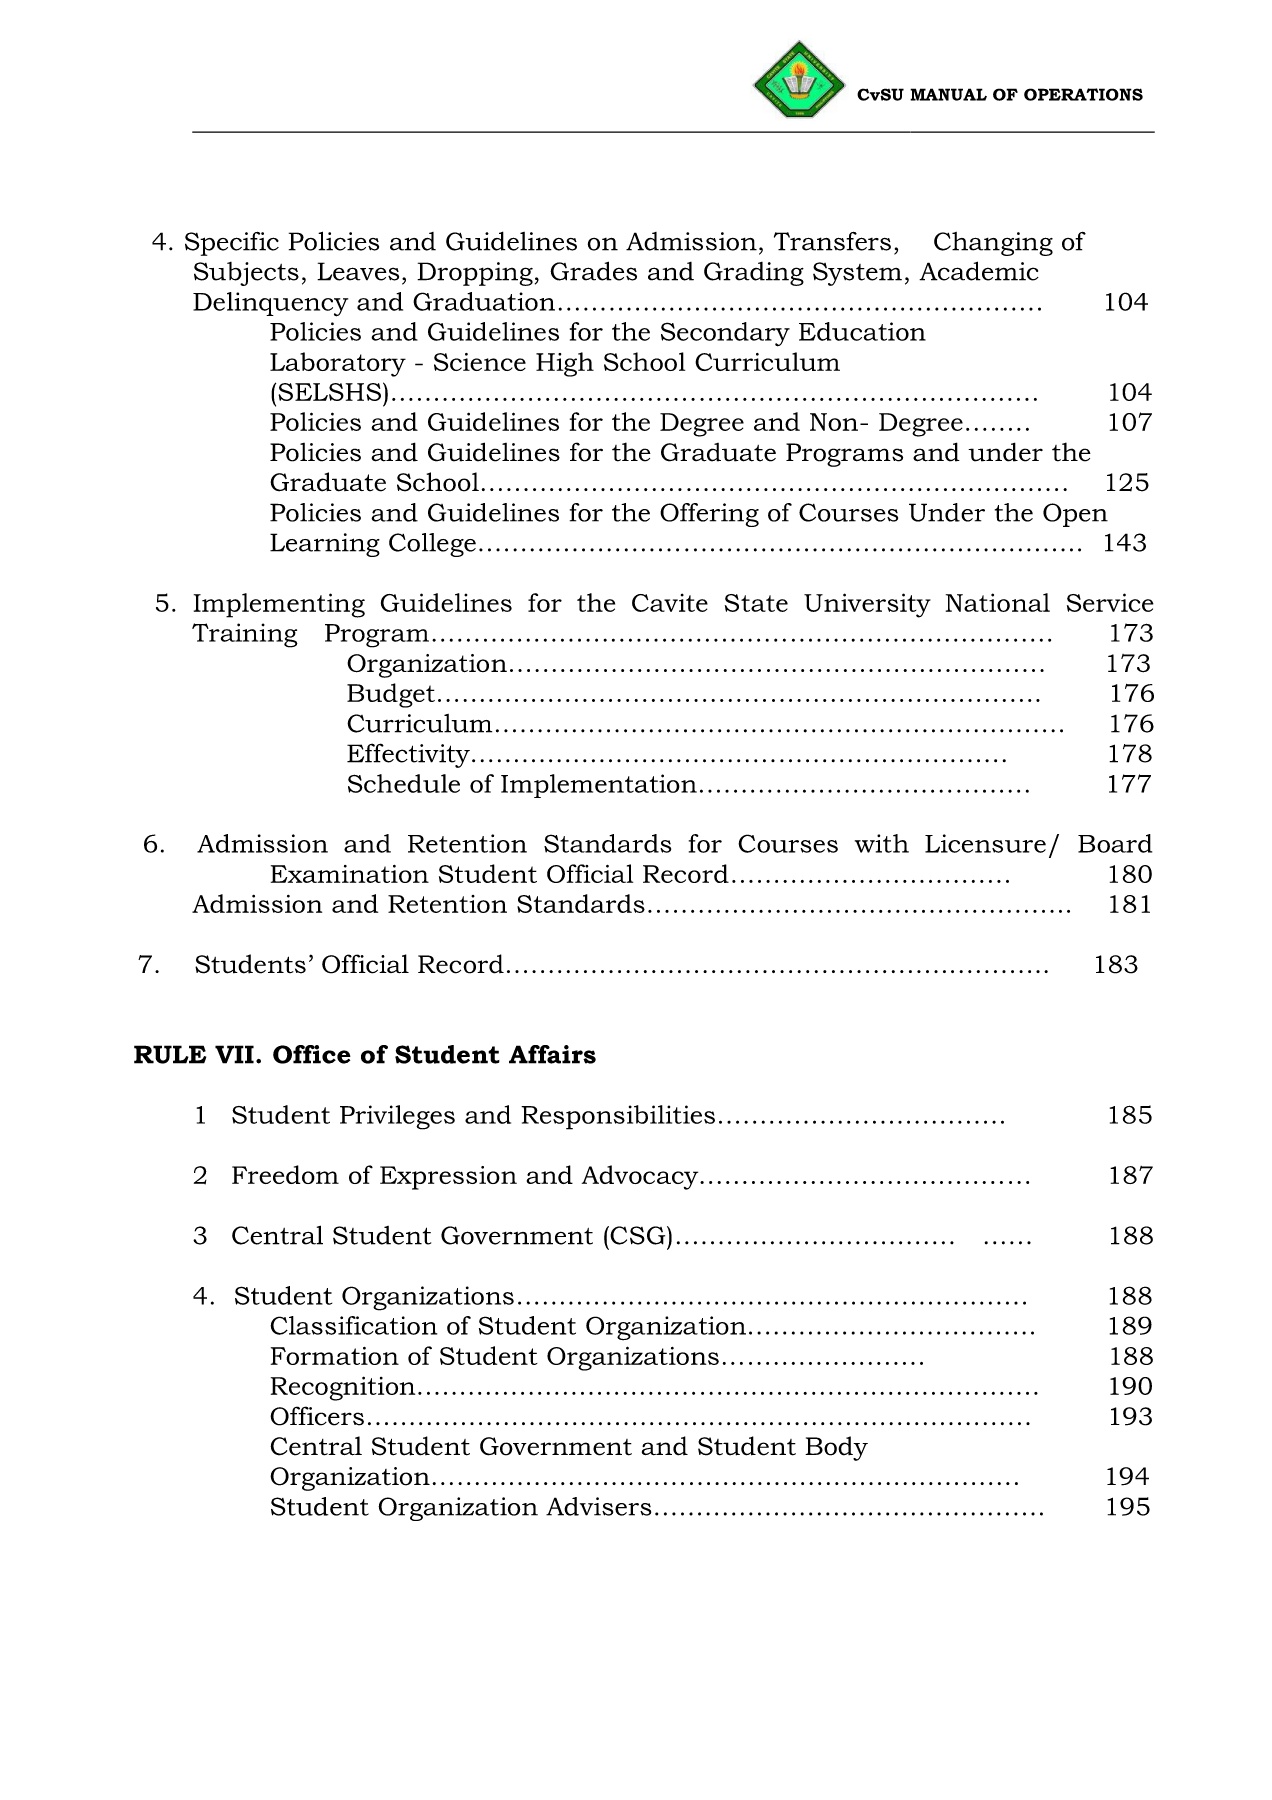 CvSU MANUAL OF OPERATIONS
4. Specific Policies and Guidelines on Admission, Transfers, Changing of
Subjects, Leaves, Dropping, Grades and Grading System, Academic
Delinquency and Graduation………………………………………………… 104
Policies and Guidelines for the Secondary Education
Laboratory - Science High School Curriculum
(SELSHS)…………………………………………………………………. 104
Policies and Guidelines for the Degree and Non- Degree…….. 107
Policies and Guidelines for the Graduate Programs and under the
Graduate School…………………………………………………………… 125
Policies and Guidelines for the Offering of Courses Under the Open
Learning College……………………………………………………………… 143
5. Implementing Guidelines for the Cavite State University National Service
Training Program……………………………………………………………… 173
Organization……………………………………………………… 173
Budget……………………………………………………………. 176
Curriculum…………………………………………………………. 176
Effectivity……………………………………………………… 178
Schedule of Implementation………………………………… 177
6. Admission and Retention Standards for Courses with Licensure/ Board
Examination Student Official Record…………………………… 180
Admission and Retention Standards…………………………………………… 181
7. Students’ Official Record………………………………………………………. 183
RULE VII. Office of Student Affairs
1 Student Privileges and Responsibilities……………………………. 185
2 Freedom of Expression and Advocacy………………………………… 187
3 Central Student Government (CSG)…………………………… …… 188
4. Student Organizations…………………………………………………… 188
Classification of Student Organization……………………………. 189
Formation of Student Organizations…………………… 188
Recognition………………………………………………………………. 190
Officers…………………………………………………………………… 193
Central Student Government and Student Body
Organization…………………………………………………………… 194
Student Organization Advisers………………………………………. 195